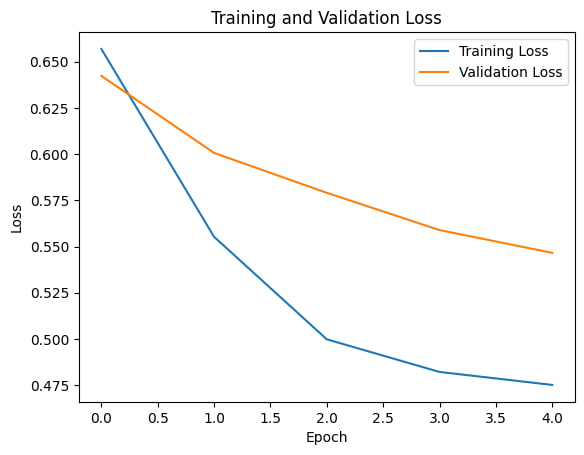 Training and Validation Loss
Training Loss
Validation Loss
0.650
0.625
0.600
0.575
0.550
0.525
0.500
0.475
Loss
0.0 0.5 1.0 1.5 2.0 2.5 3.0 3.5 4.0
Epoch